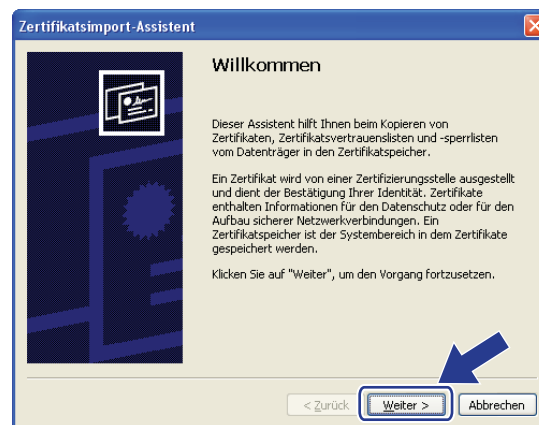 Zertifikatsimport-Assistent
Willkommen
Dieser Assistent hilft Ihnen beim Kopieren von
Zertifikaten, Zertifikatsvertrauenslisten und -sperrlisten
vom Datenträger in den Zertifikatspeicher.
Ein Zertifikat wird von einer Zertifizierungsstelle ausgestellt
und dient der Bestätigung Ihrer Identität. Zertifikate
enthalten Informationen für den Datenschutz oder für den
Aufbau sicherer Netzwerkverbindungen. Ein
Zertifikatspeicher ist der Systembereich in dem Zertifikate
gespeichert werden.
Klicken Sie auf "Weiter", um den Vorgang fortzusetzen.
< Zurück Weiter > Abbrechen